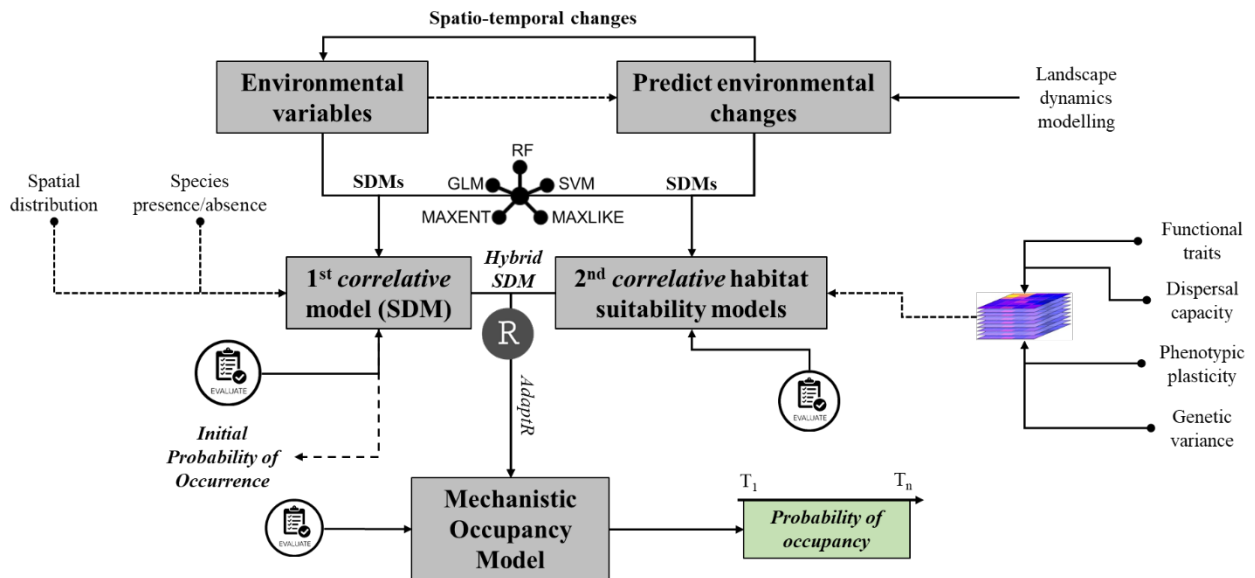 Spatio-temporal changes
Environmental
variables
Predict environmental
changes
Landscape
dynamics
modelling
RF
SDMs
GLM
SVM
SDMs
MAXENT
MAXLIKE
Spatial
distribution
Species
presence/absence
1st correlative
model (SDM)
Hybrid
SDM
2nd correlative habitat
suitability models
Functional
traits
Dispersal
capacity
Phenotypic
plasticity
Genetic
variance
R
AdaptR
EVALUATE
EVALUATE
Initial
Probability of
Occurrence
EVALUATE
Mechanistic
Occupancy
Model
T1
Tn
Probability of
occupancy